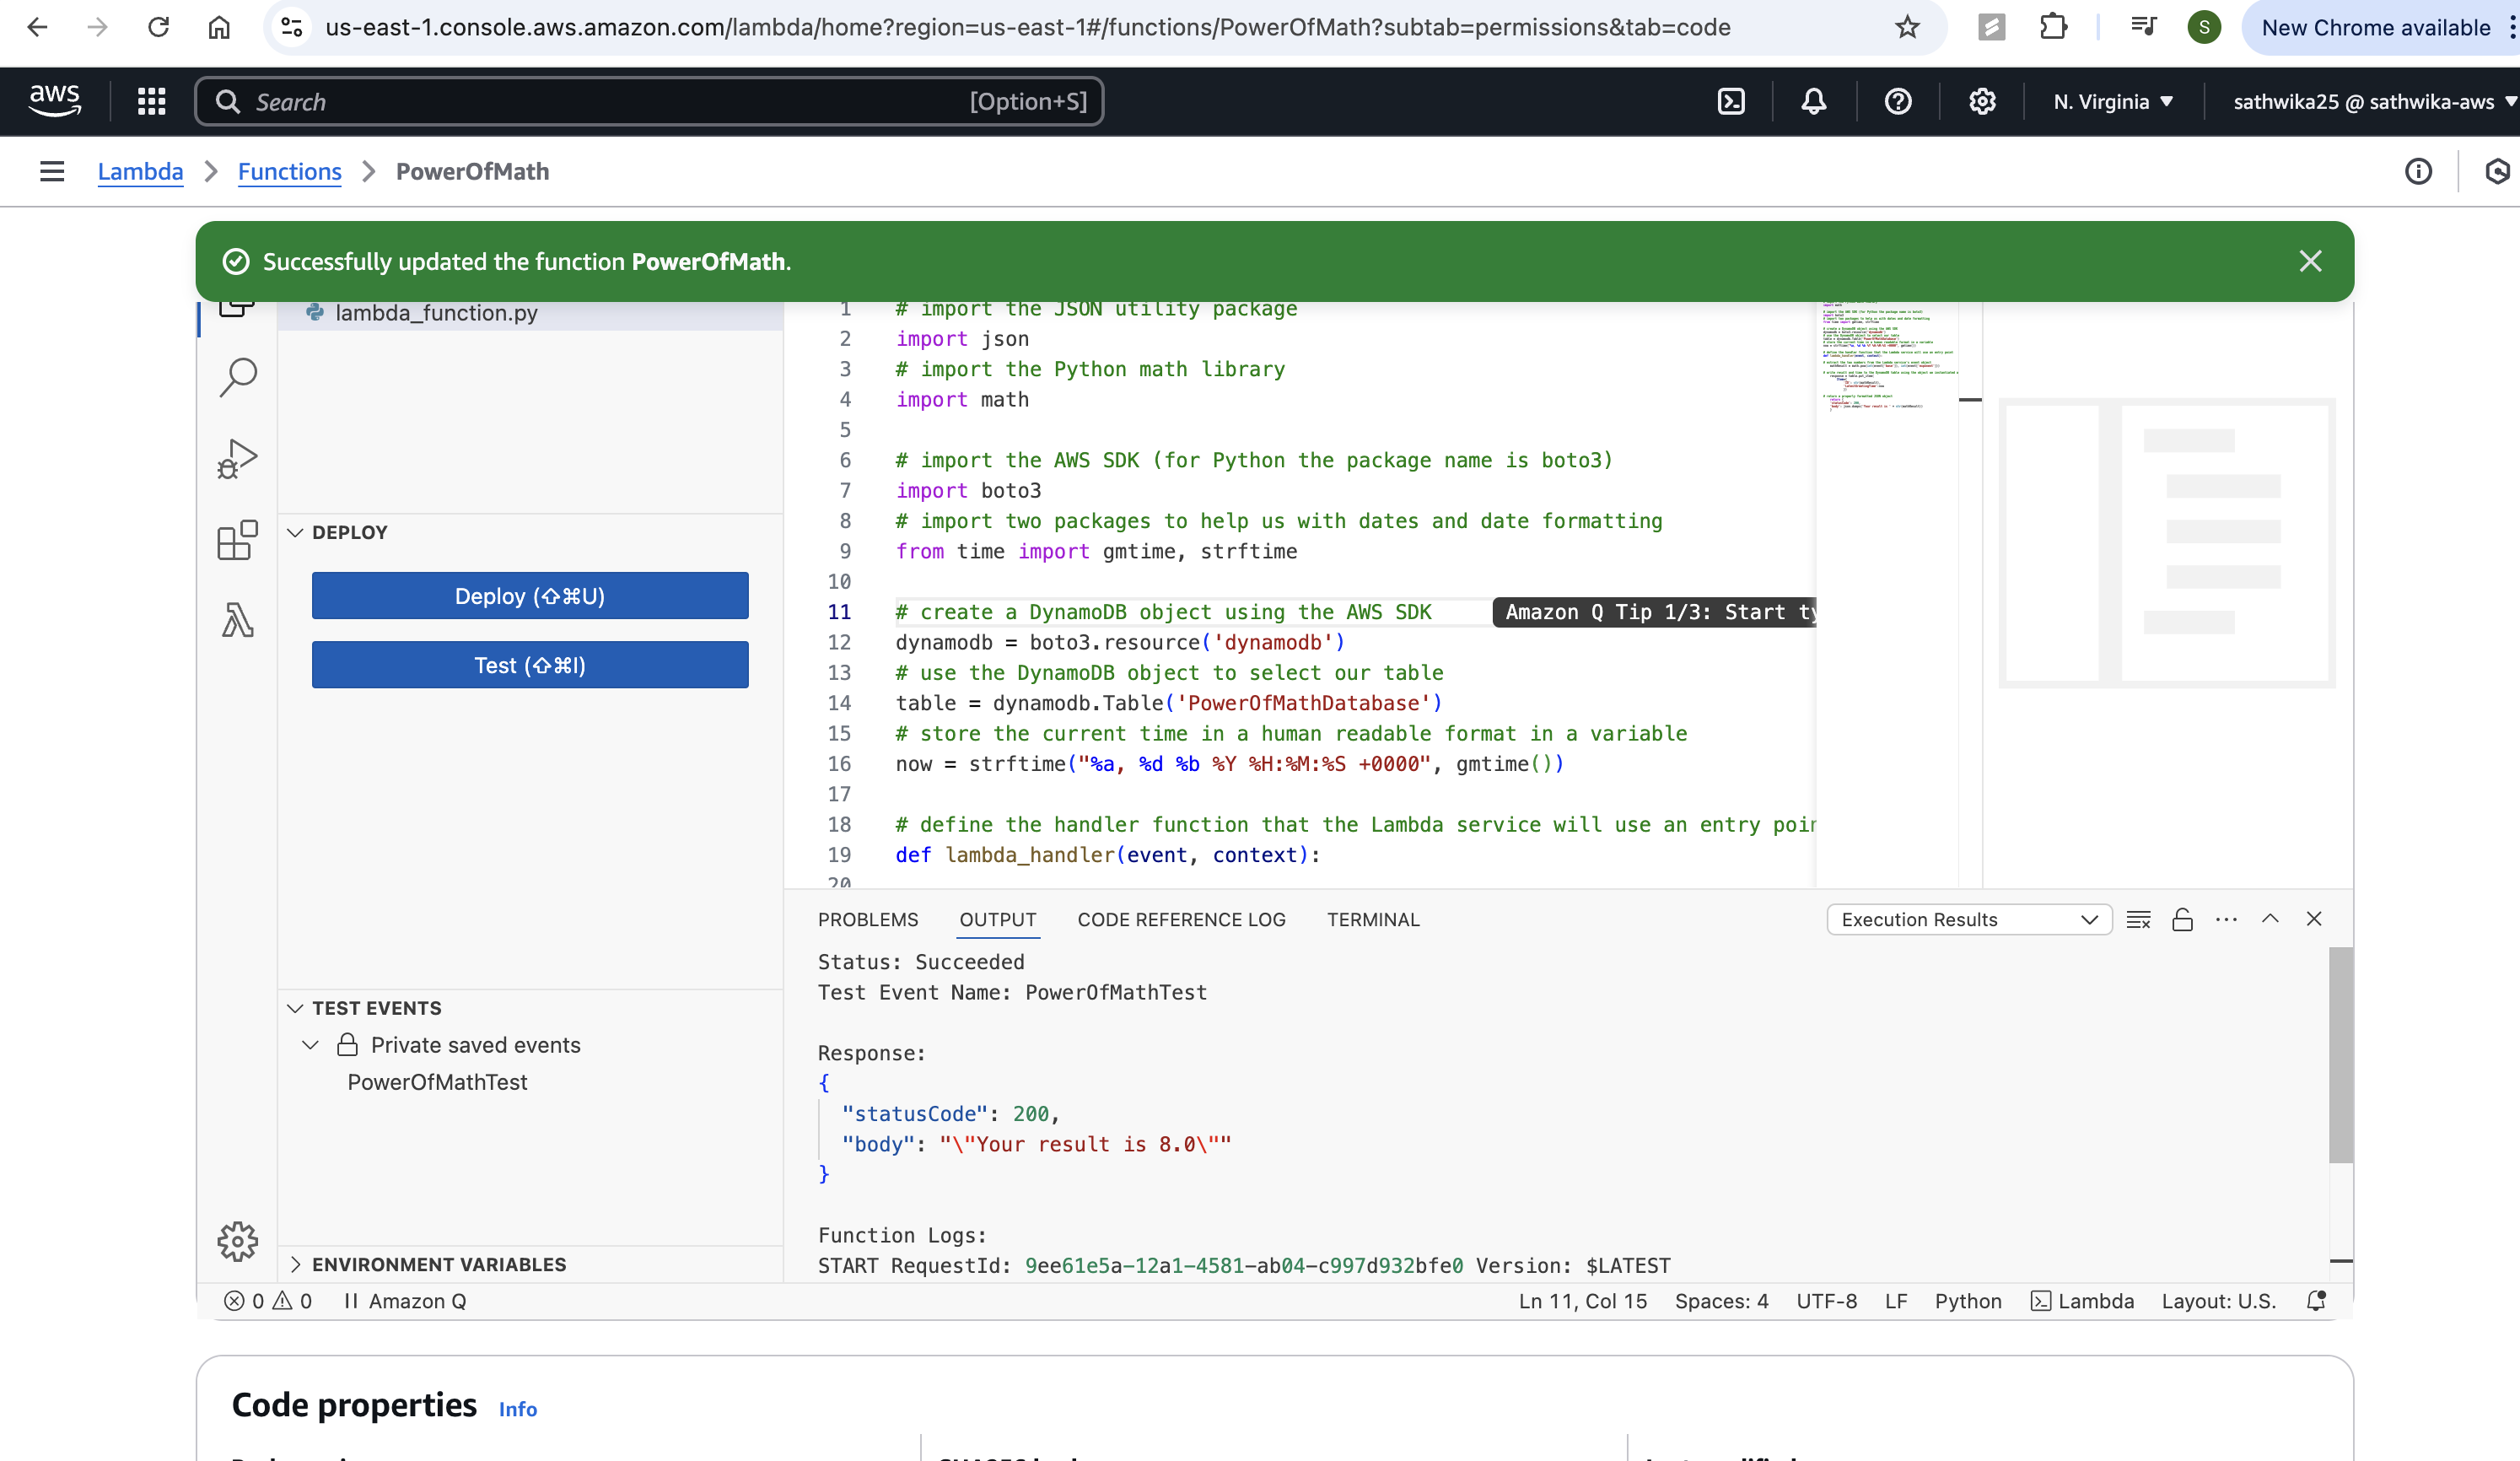 us-east-1.console.aws.amazon.com/lambda/home?region=us-east-1#/functions/PowerOfMath?subtab=permissions&tab=code
S
New Chrome available
aws
Search
[Option+S]
N. Virginia
sathwika25 @ sathwika-aws
Lambda
Functions
PowerOfMath
Successfully updated the function PowerOfMath.
lambda_function.py
DEPLOY
Deploy (⇧⌘U)
Test (⇧⌘I)
TEST EVENTS
Private saved events
PowerOfMathTest
ENVIRONMENT VARIABLES
1 # import the JSON utility package
2 import json
3 # import the Python math library
4 import math
5
6 # import the AWS SDK (for Python the package name is boto3)
7 import boto3
8 # import two packages to help us with dates and date formatting
9 from time import gmtime, strftime
10
11 # create a DynamoDB object using the AWS SDK Amazon Q Tip 1/3: Start ty
12 dynamodb = boto3.resource('dynamodb')
13 # use the DynamoDB object to select our table
14 table = dynamodb.Table('PowerOfMathDatabase')
15 # store the current time in a human readable format in a variable
16 now = strftime("%a, %d %b %Y %H:%M:%S +0000", gmtime())
17
18 # define the handler function that the Lambda service will use an entry poin
19 def lambda_handler(event, context):
20
PROBLEMS
OUTPUT
CODE REFERENCE LOG
TERMINAL
Execution Results
Status: Succeeded
Test Event Name: PowerOfMathTest
Response:
{
"statusCode": 200,
"body": "\"Your result is 8.0\""
}
Function Logs:
START RequestId: 9ee61e5a-12a1-4581-ab04-c997d932bfe0 Version: $LATEST
0
0
Amazon Q
Ln 11, Col 15
Spaces: 4
UTF-8
LF
Python
Lambda
Layout: U.S.
Code properties
Info